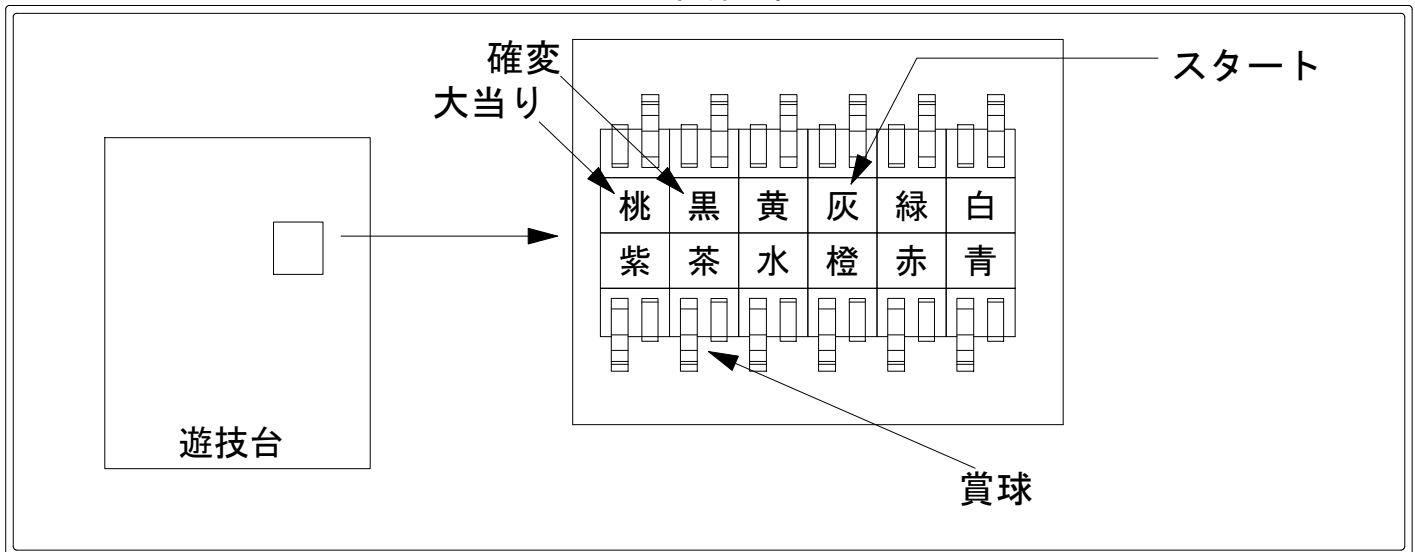 確変
大当り
スタート
桃 黒 黄 灰 緑 白
紫 茶 水 橙 赤 青
遊技台
賞球